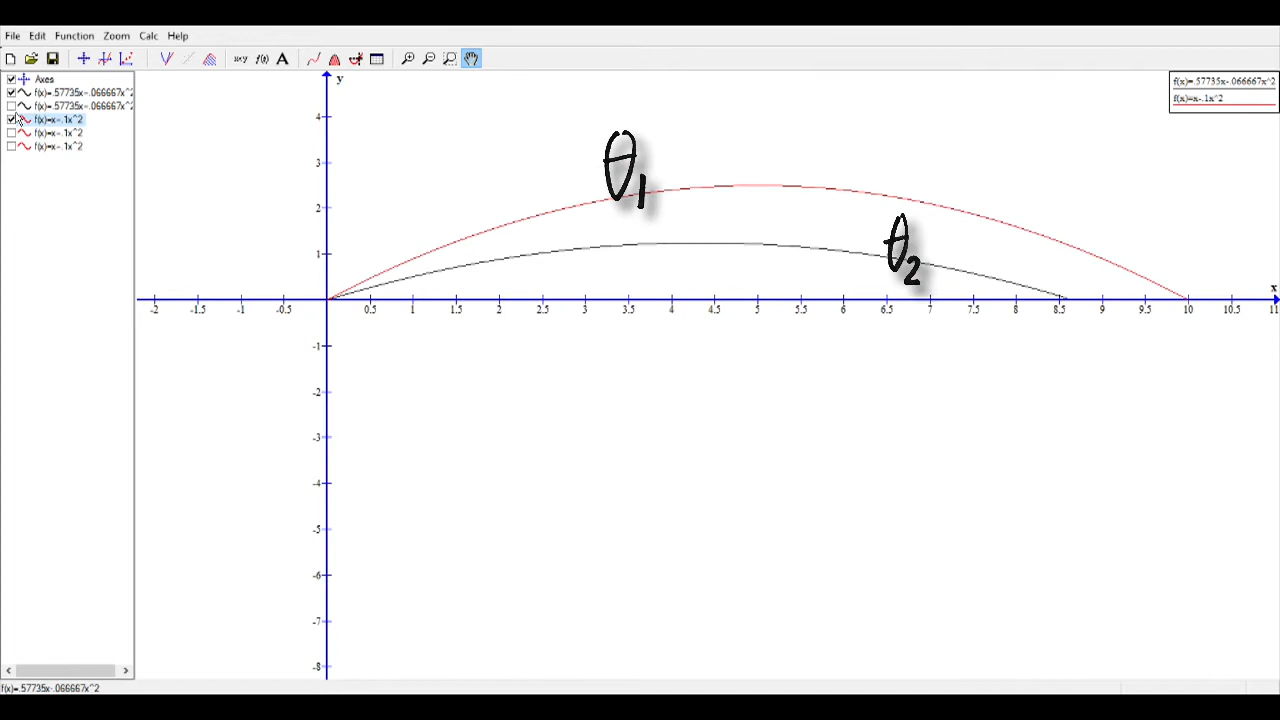 File Edit Function Zoom Calc Help
Axes
f(x)=.57735x-.066667x^2
f(x)=.57735x-.066667x^2
f(x)=x-.1x^2
f(x)=x-.1x^2
f(x)=x-.1x^2
y
f(x)=.57735x-.066667x^2
f(x)=x-.1x^2
4
3
2
1
θ1
θ2
x
-2 -1.5 -1 -0.5 0.5 1 1.5 2 2.5 3 3.5 4 4.5 5 5.5 6 6.5 7 7.5 8 8.5 9 9.5 10 10.5 11
-1
-2
-3
-4
-5
-6
-7
-8
f(x)=.57735x-.066667x^2